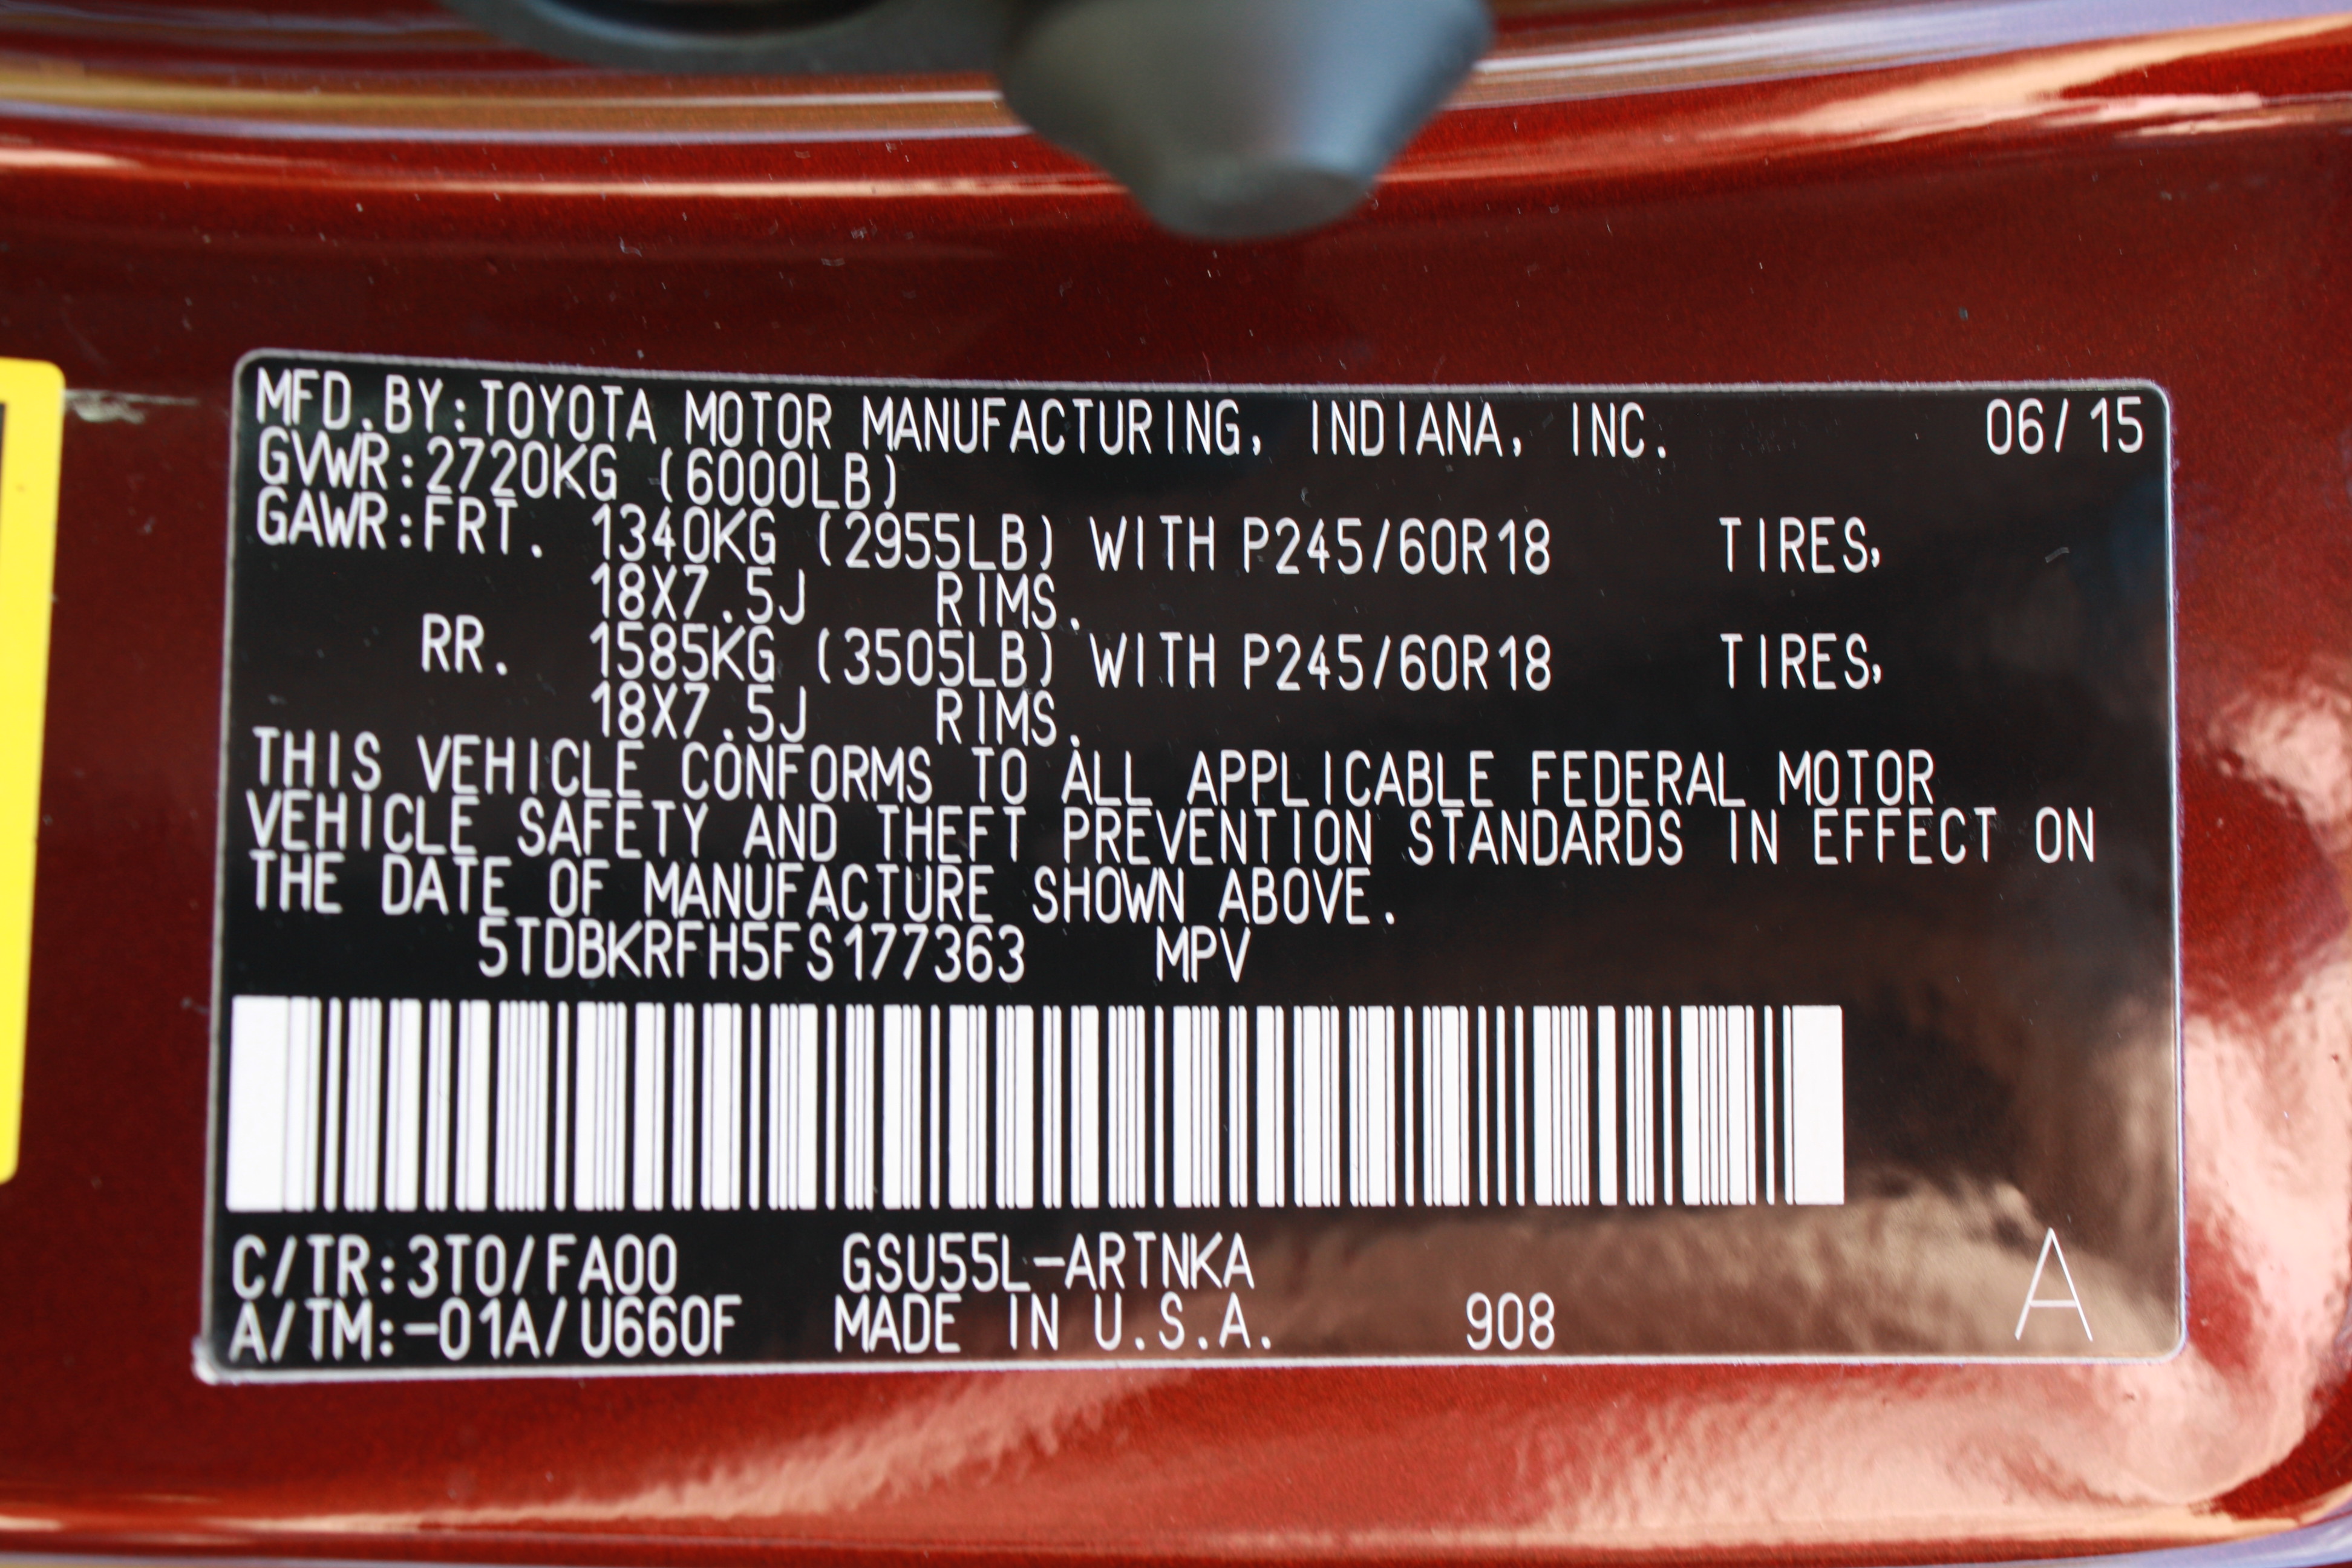 MFD.BY:TOYOTA MOTOR MANUFACTURING, INDIANA, INC. 06/15
GVWR:2720KG (6000LB)
GAWR:FRT. 1340KG (2955LB) WITH P245/60R18 TIRES,
18X7.5J RIMS.
RR. 1585KG (3505LB) WITH P245/60R18 TIRES,
18X7.5J RIMS.
THIS VEHICLE CONFORMS TO ALL APPLICABLE FEDERAL MOTOR
VEHICLE SAFETY AND THEFT PREVENTION STANDARDS IN EFFECT ON
THE DATE OF MANUFACTURE SHOWN ABOVE.
5TDBKRFH5FS177363 MPV
C/TR:3T0/FA00 GSU55L-ARTNKA
A/TM:-01A/U660F MADE IN U.S.A. 908 A